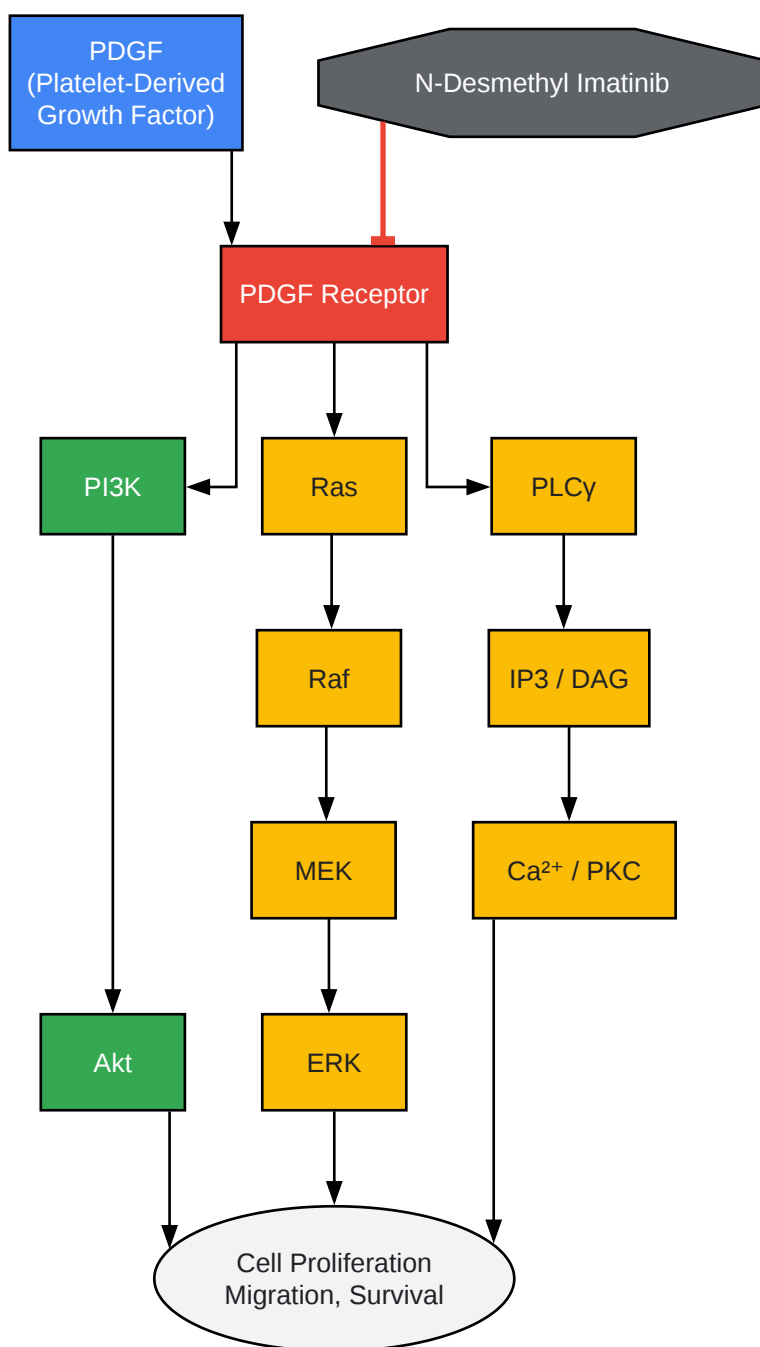 PDGF
(Platelet-Derived
Growth Factor)
N-Desmethyl Imatinib
PDGF Receptor
PI3K
Ras
PLCγ
Raf
IP3 / DAG
MEK
Ca²⁺ / PKC
Akt
ERK
Cell Proliferation
Migration, Survival